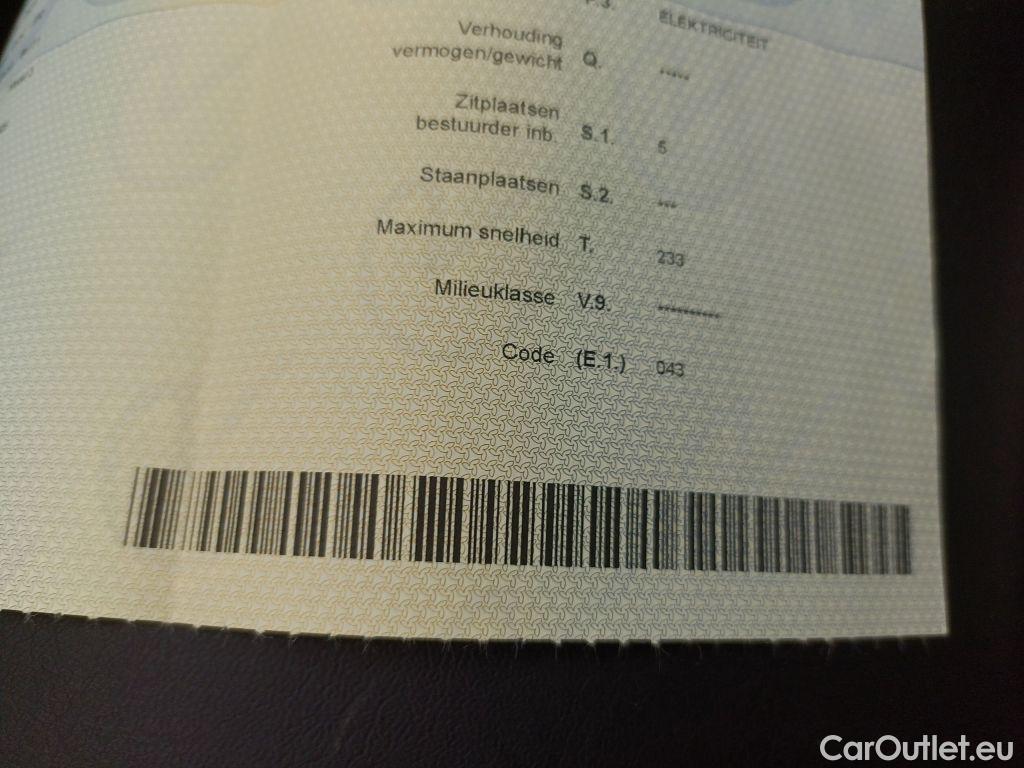 P.3. ELEKTRICITEIT
Verhouding
vermogen/gewicht Q. *****
Zitplaatsen
bestuurder inb. S.1. 5
Staanplaatsen S.2. ***
Maximum snelheid T. 233
Milieuklasse V.9. **********
Code (E.1.) 043
CarOutlet.eu